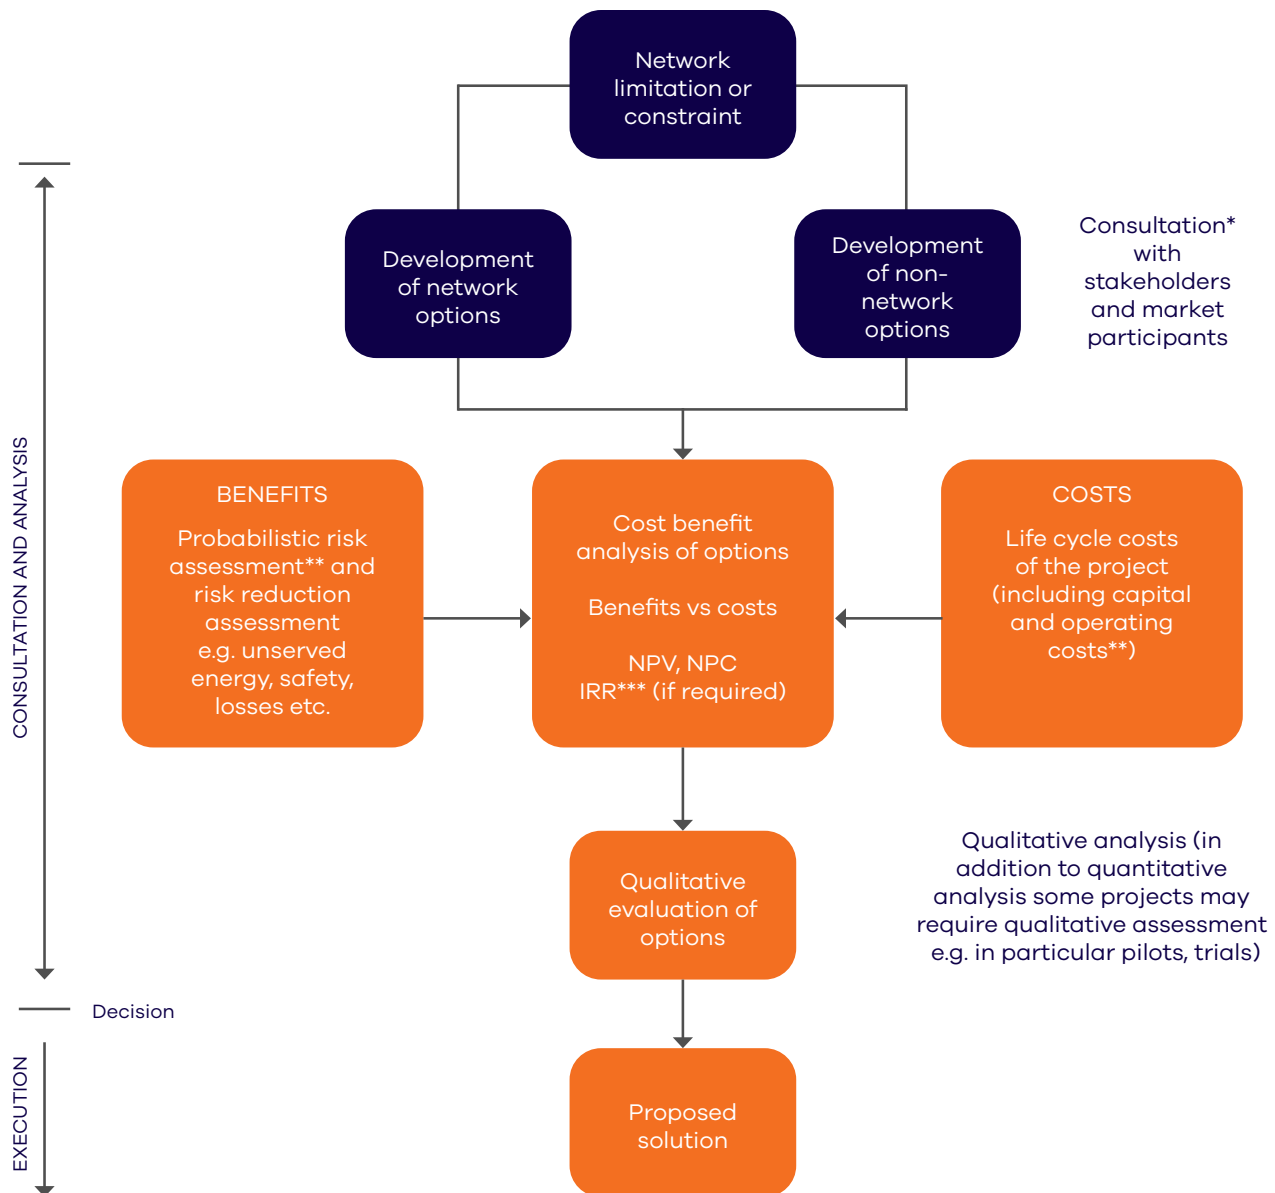 Network
limitation or
constraint
Development
of network
options
Development
of non-
network
options
Consultation*
with
stakeholders
and market
participants
CONSULTATION AND ANALYSIS
BENEFITS
Probabilistic risk
assessment** and
risk reduction
assessment
e.g. unserved
energy, safety,
losses etc.
Cost benefit
analysis of options
Benefits vs costs
NPV, NPC
IRR*** (if required)
COSTS
Life cycle costs
of the project
(including capital
and operating
costs**)
Qualitative
evaluation of
options
Qualitative analysis (in
addition to quantitative
analysis some projects may
require qualitative assessment
e.g. in particular pilots, trials)
Decision
EXECUTION
Proposed
solution